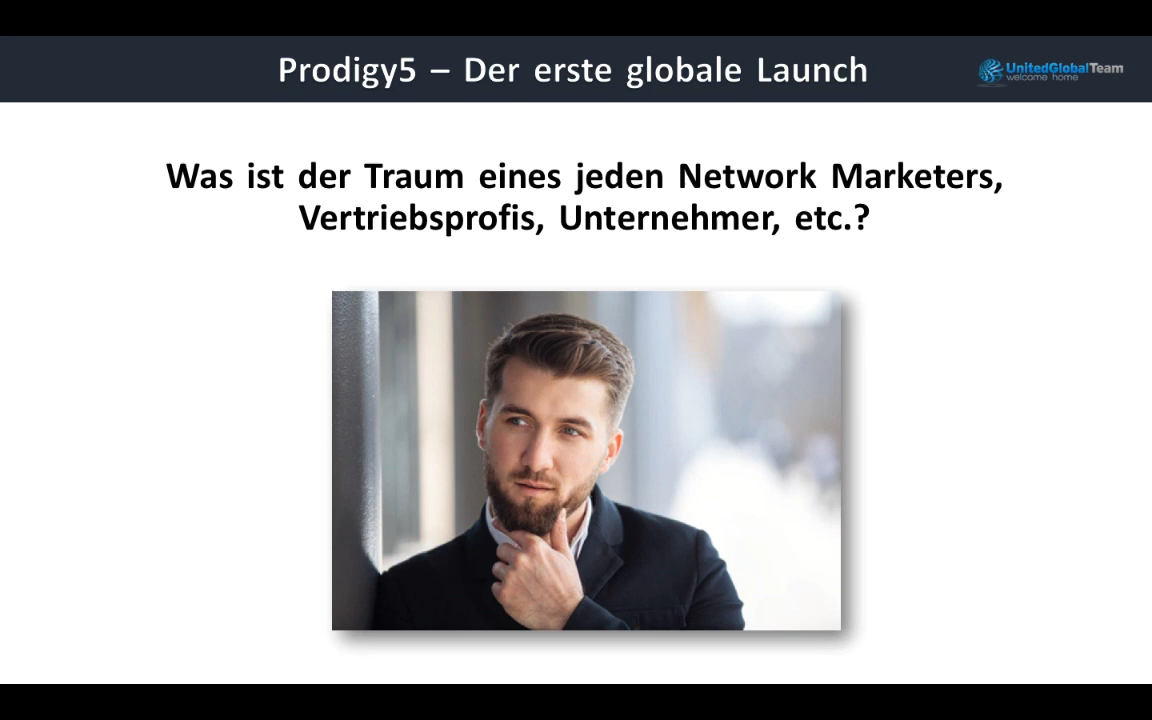 Prodigy5 – Der erste globale Launch
UnitedGlobalTeam
welcome home
Was ist der Traum eines jeden Network Marketers,
Vertriebsprofis, Unternehmer, etc.?